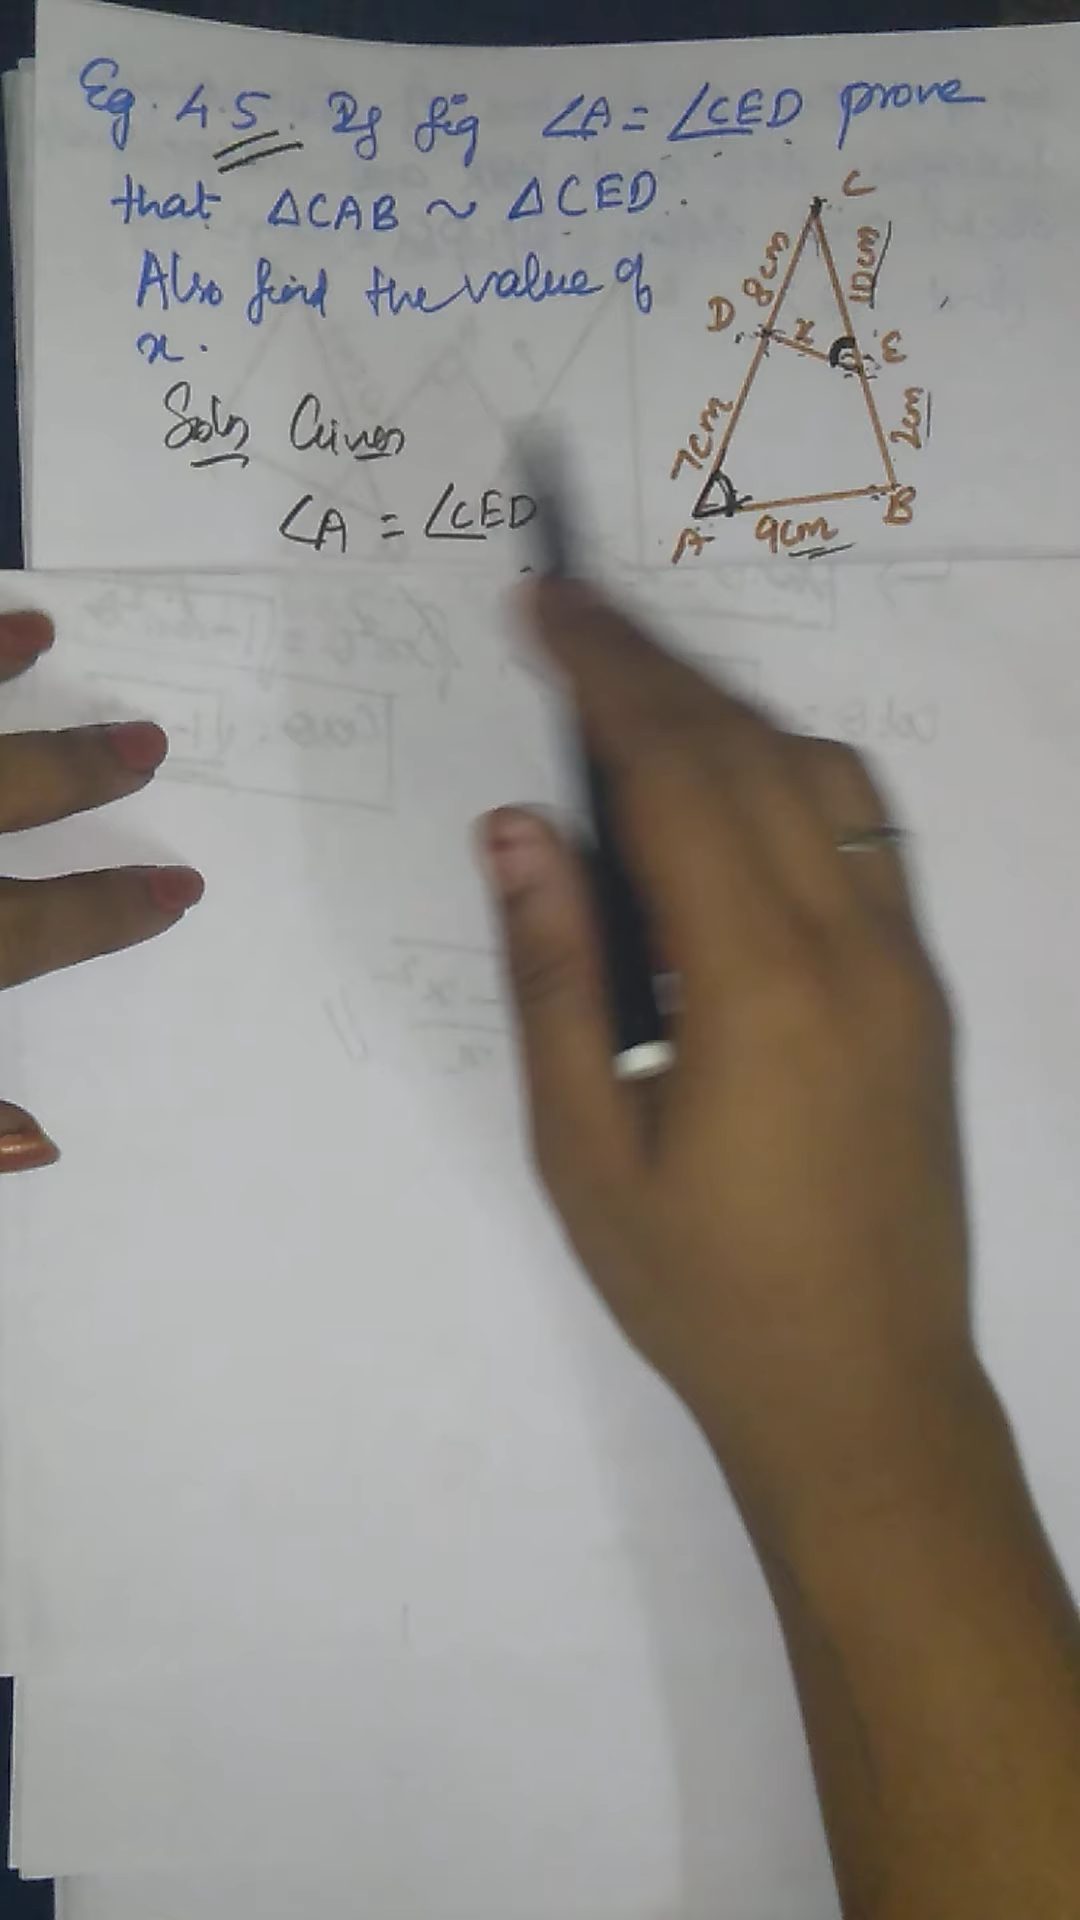 Eg. 4.5. If fig ∠A = ∠CED prove
that ΔCAB ~ ΔCED.
Also find the value of
x.
C
8cm
10cm
D
x
E
7cm
2cm
A
9cm
B
Soln Given
∠A = ∠CED